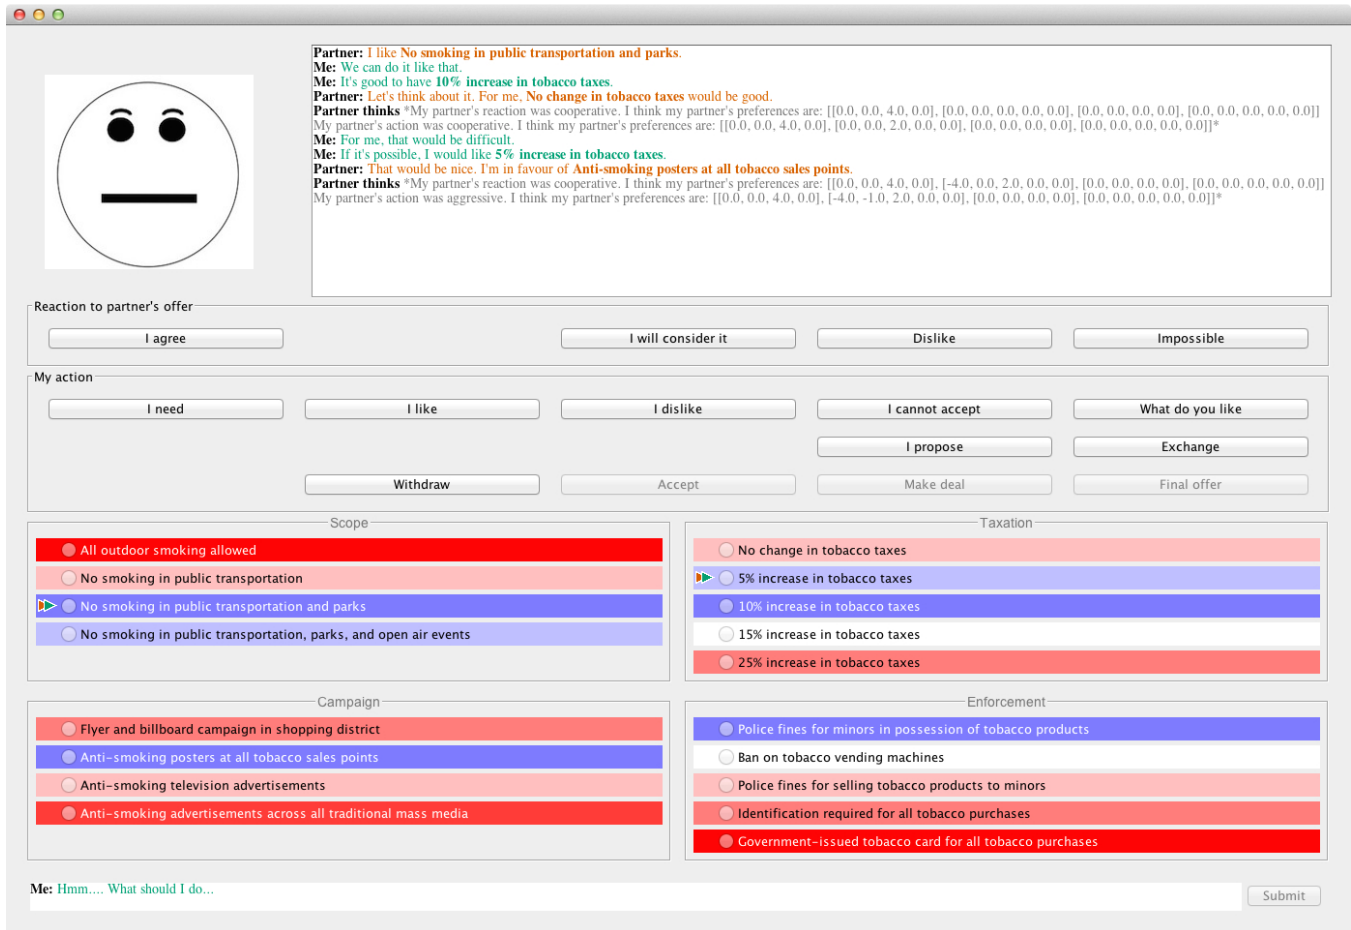 Partner: I like No smoking in public transportation and parks.
Me: We can do it like that.
Me: It's good to have 10% increase in tobacco taxes.
Partner: Let's think about it. For me, No change in tobacco taxes would be good.
Partner thinks *My partner's reaction was cooperative. I think my partner's preferences are: [[0.0, 0.0, 4.0, 0.0], [0.0, 0.0, 0.0, 0.0, 0.0], [0.0, 0.0, 0.0, 0.0], [0.0, 0.0, 0.0, 0.0, 0.0]]
My partner's action was cooperative. I think my partner's preferences are: [[0.0, 0.0, 4.0, 0.0], [0.0, 0.0, 2.0, 0.0, 0.0], [0.0, 0.0, 0.0, 0.0], [0.0, 0.0, 0.0, 0.0, 0.0]]*
Me: For me, that would be difficult.
Me: If it's possible, I would like 5% increase in tobacco taxes.
Partner: That would be nice. I'm in favour of Anti-smoking posters at all tobacco sales points.
Partner thinks *My partner's reaction was cooperative. I think my partner's preferences are: [[0.0, 0.0, 4.0, 0.0], [-4.0, 0.0, 2.0, 0.0, 0.0], [0.0, 0.0, 0.0, 0.0], [0.0, 0.0, 0.0, 0.0, 0.0]]
My partner's action was aggressive. I think my partner's preferences are: [[0.0, 0.0, 4.0, 0.0], [-4.0, -1.0, 2.0, 0.0, 0.0], [0.0, 0.0, 0.0, 0.0], [0.0, 0.0, 0.0, 0.0, 0.0]]*
Reaction to partner's offer
I agree
I will consider it
Dislike
Impossible
My action
I need
I like
I dislike
I cannot accept
What do you like
I propose
Exchange
Withdraw
Accept
Make deal
Final offer
Scope
All outdoor smoking allowed
No smoking in public transportation
No smoking in public transportation and parks
No smoking in public transportation, parks, and open air events
Taxation
No change in tobacco taxes
5% increase in tobacco taxes
10% increase in tobacco taxes
15% increase in tobacco taxes
25% increase in tobacco taxes
Campaign
Flyer and billboard campaign in shopping district
Anti-smoking posters at all tobacco sales points
Anti-smoking television advertisements
Anti-smoking advertisements across all traditional mass media
Enforcement
Police fines for minors in possession of tobacco products
Ban on tobacco vending machines
Police fines for selling tobacco products to minors
Identification required for all tobacco purchases
Government-issued tobacco card for all tobacco purchases
Me: Hmm.... What should I do...
Submit